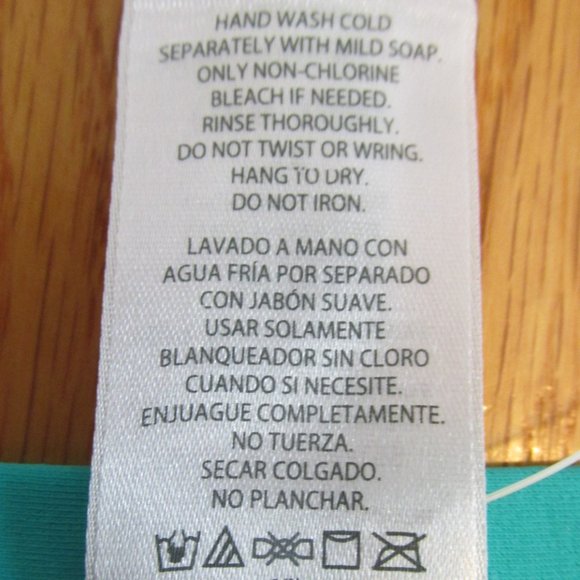 HAND WASH COLD
SEPARATELY WITH MILD SOAP.
ONLY NON-CHLORINE
BLEACH IF NEEDED.
RINSE THOROUGHLY.
DO NOT TWIST OR WRING.
HANG TO DRY.
DO NOT IRON.
LAVADO A MANO CON
AGUA FRÍA POR SEPARADO
CON JABÓN SUAVE.
USAR SOLAMENTE
BLANQUEADOR SIN CLORO
CUANDO SI NECESITE.
ENJUAGUE COMPLETAMENTE.
NO TUERZA.
SECAR COLGADO.
NO PLANCHAR.